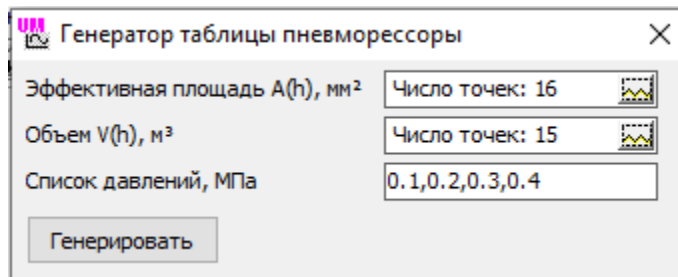 UM Генератор таблицы пневморессоры
Эффективная площадь A(h), мм² Число точек: 16
Объем V(h), м³ Число точек: 15
Список давлений, МПа 0.1,0.2,0.3,0.4
Генерировать